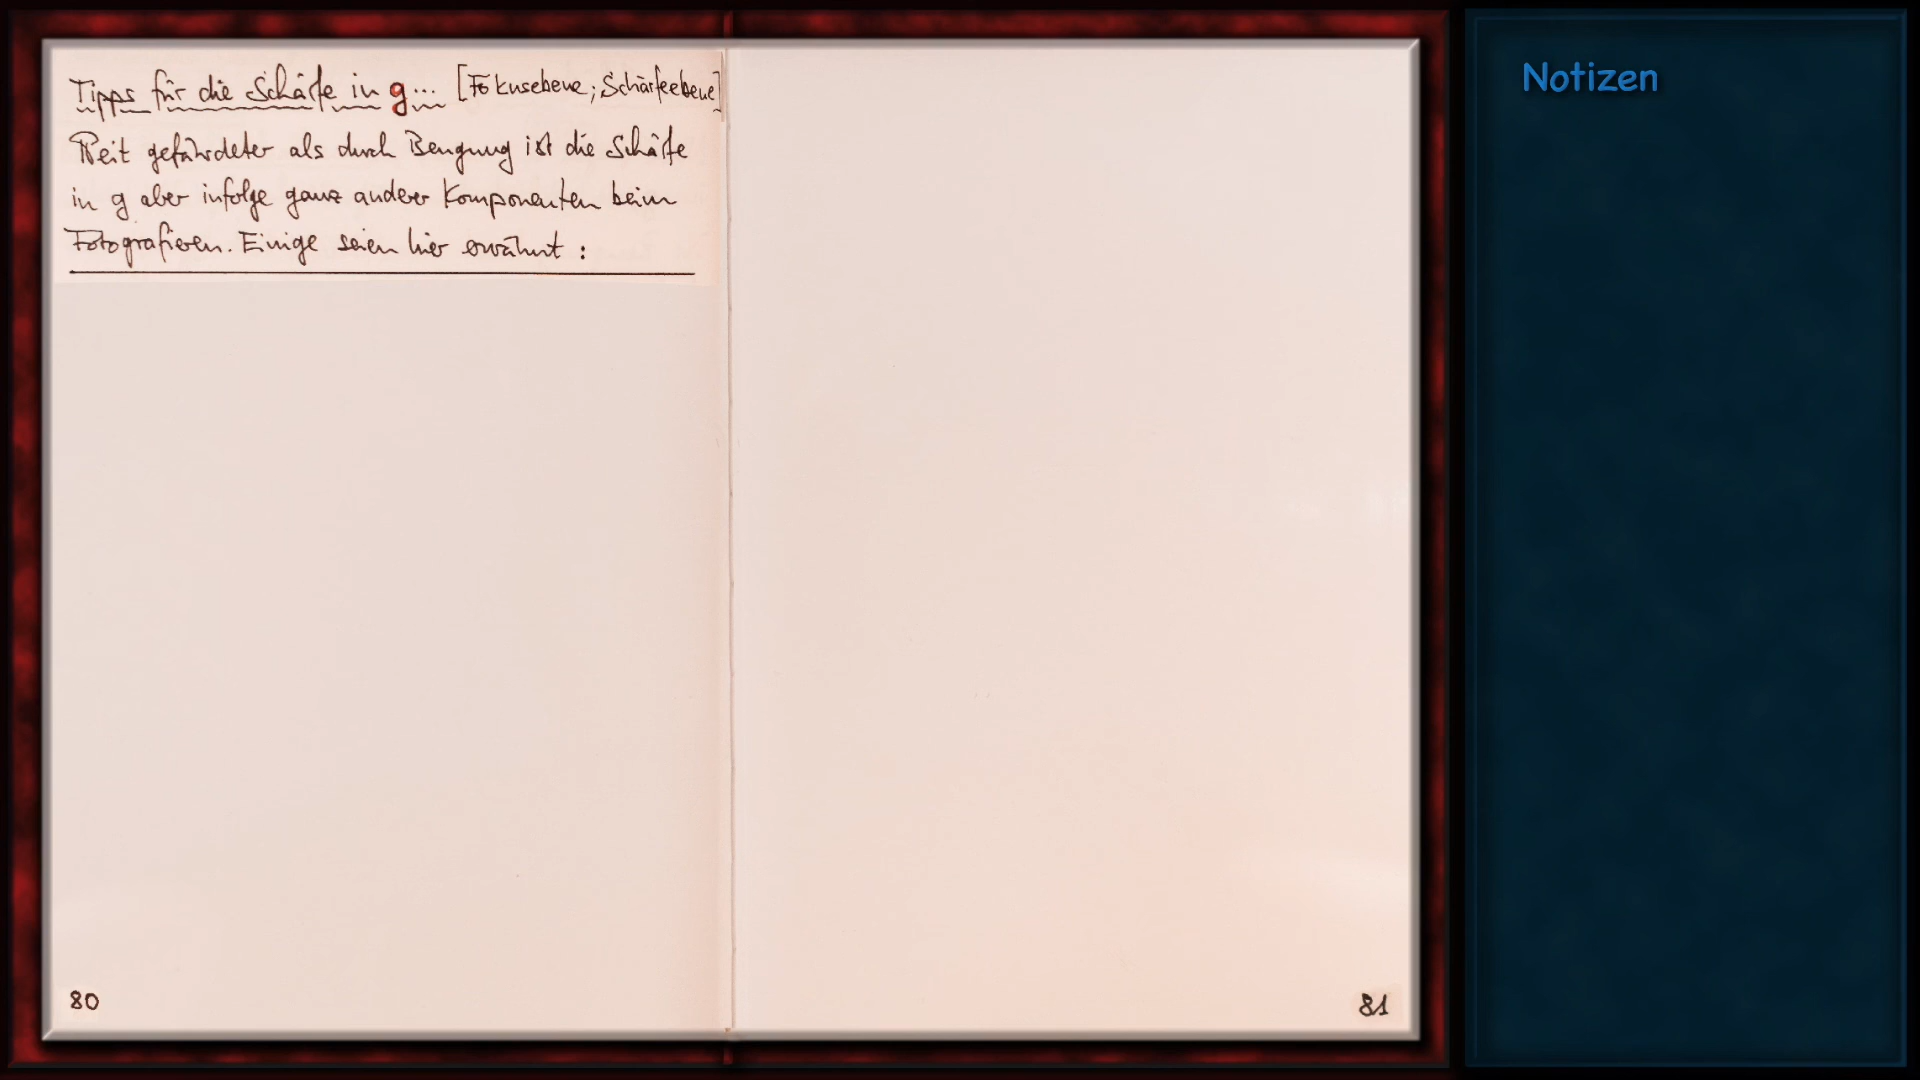 Tipps für die Schärfe in g... [Fokusebene; Schärfeebene]
Weit gefährdeter als durch Beugung ist die Schärfe
in g aber infolge ganz anderer Komponenten beim
Fotografieren. Einige seien hier erwähnt :
80
81
Notizen